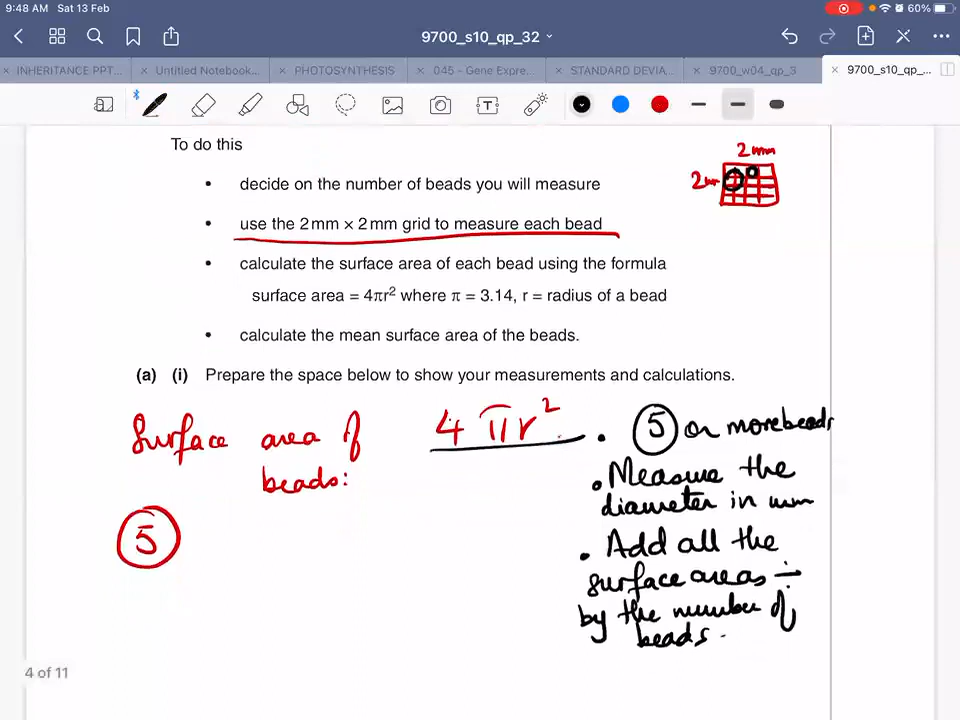 9:48 AM Sat 13 Feb
60%
9700_s10_qp_32
INHERITANCE PPT...
Untitled Notebook...
PHOTOSYNTHESIS
045 - Gene Expre...
STANDARD DEVIA...
9700_w04_qp_3
9700_s10_qp_...
To do this
2 mm
2mm
• decide on the number of beads you will measure
• use the 2 mm × 2 mm grid to measure each bead
• calculate the surface area of each bead using the formula
surface area = 4πr² where π = 3.14, r = radius of a bead
• calculate the mean surface area of the beads.
(a) (i) Prepare the space below to show your measurements and calculations.
Surface area of
beads:
4 πr²
5
• 5 or more beads
• Measure the
diameter in mm
• Add all the
surface areas ÷
by the number of
beads.
4 of 11